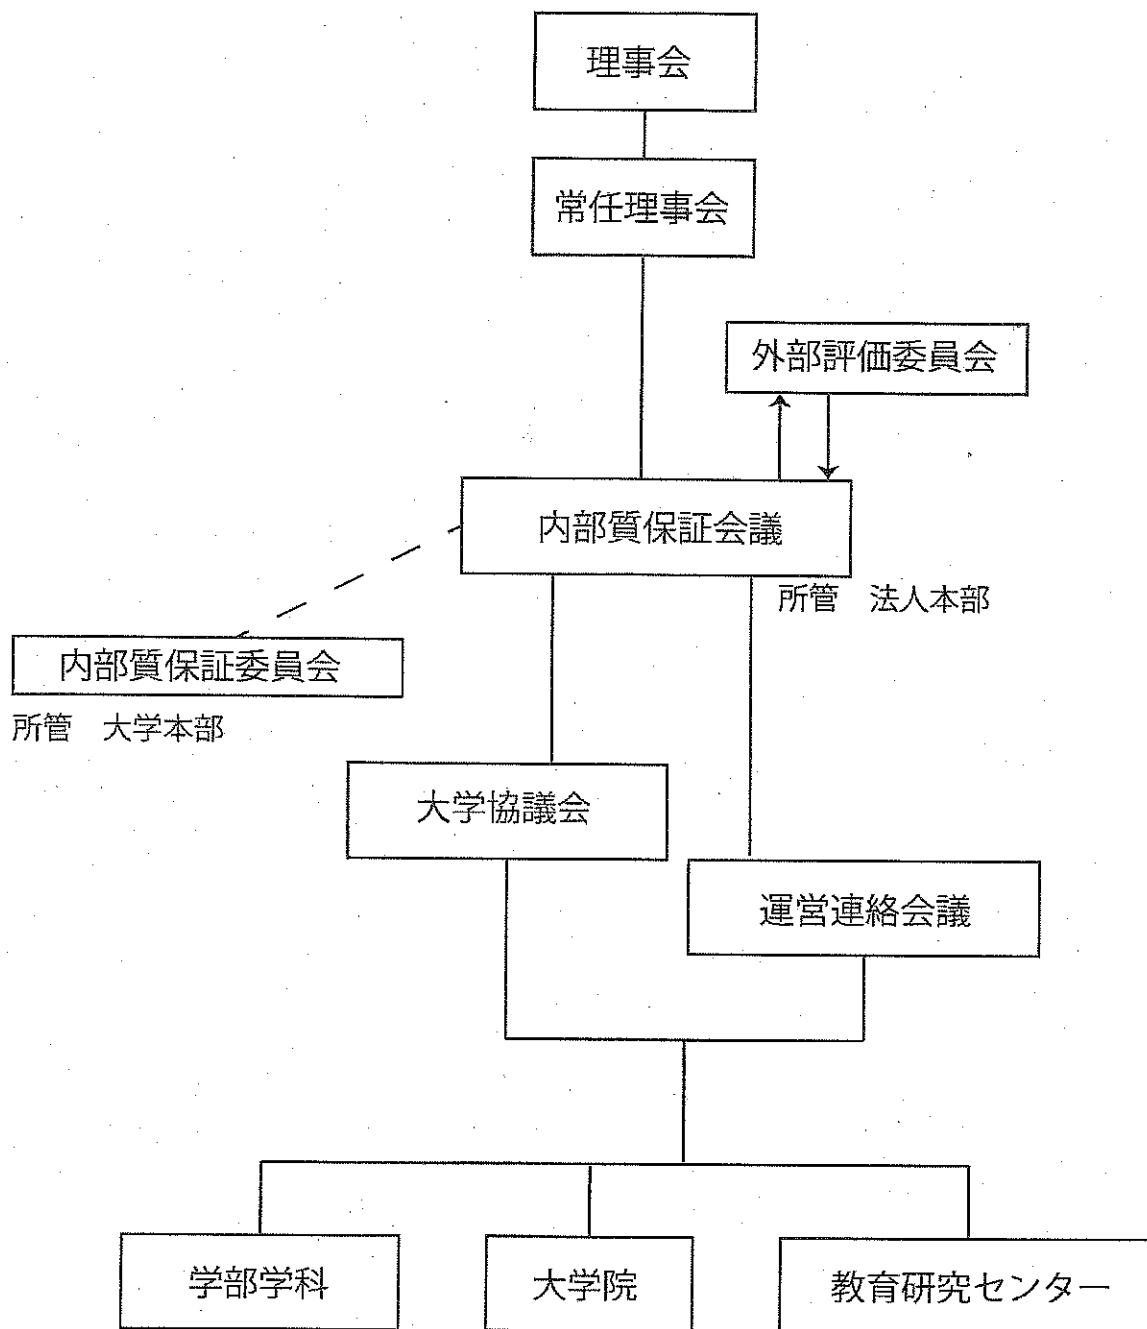 理事会
常任理事会
外部評価委員会
内部質保証会議
所管　法人本部
内部質保証委員会
所管　大学本部
大学協議会
運営連絡会議
学部学科
大学院
教育研究センター